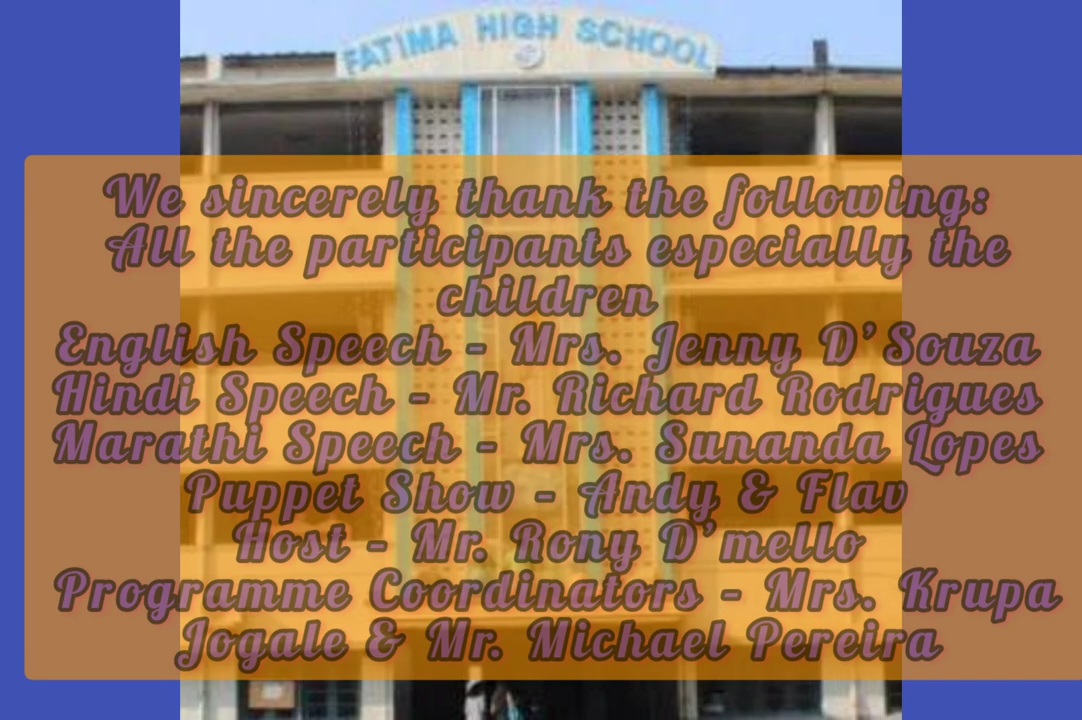 FATIMA HIGH SCHOOL
We sincerely thank the following:
All the participants especially the
children
English Speech - Mrs. Jenny D'Souza
Hindi Speech - Mr. Richard Rodrigues
Marathi Speech - Mrs. Sunanda Lopes
Puppet Show - Andy & Flav
Host - Mr. Rony D'mello
Programme Coordinators - Mrs. Krupa
Jogale & Mr. Michael Pereira